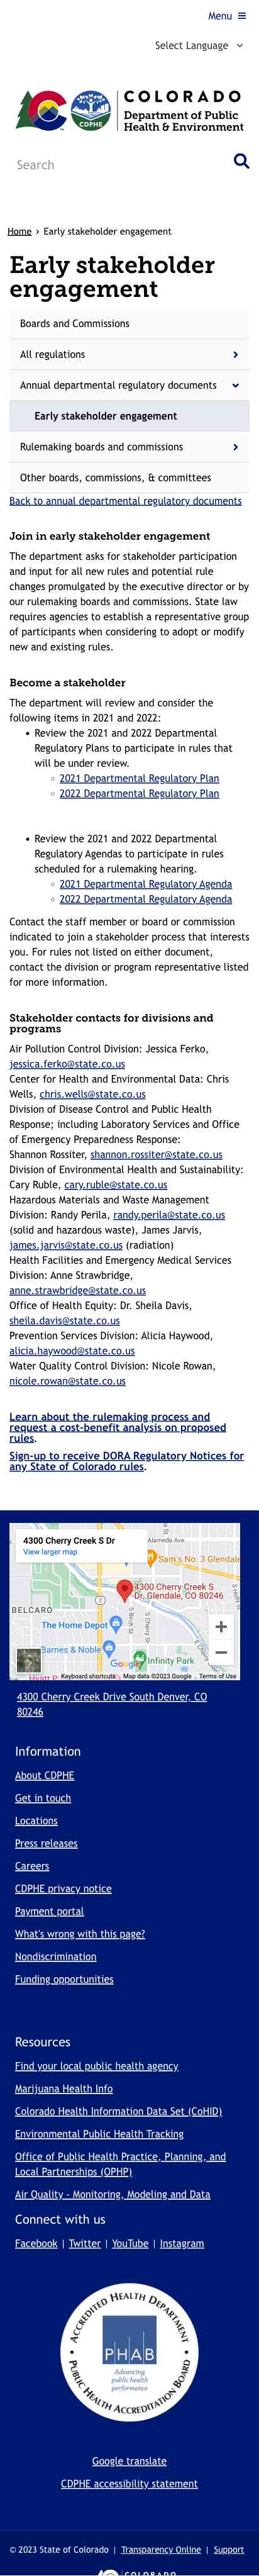 Menu
Select Language
COLORADO
Department of Public
Health & Environment
CDPHE
Search
Home › Early stakeholder engagement
Early stakeholder
engagement
Boards and Commissions
All regulations
Annual departmental regulatory documents
Early stakeholder engagement
Rulemaking boards and commissions
Other boards, commissions, & committees
Back to annual departmental regulatory documents
Join in early stakeholder engagement
The department asks for stakeholder participation
and input for all new rules and potential rule
changes promulgated by the executive director or by
our rulemaking boards and commissions. State law
requires agencies to establish a representative group
of participants when considering to adopt or modify
new and existing rules.
Become a stakeholder
The department will review and consider the
following items in 2021 and 2022:
• Review the 2021 and 2022 Departmental
Regulatory Plans to participate in rules that
will be under review.
◦ 2021 Departmental Regulatory Plan
◦ 2022 Departmental Regulatory Plan
• Review the 2021 and 2022 Departmental
Regulatory Agendas to participate in rules
scheduled for a rulemaking hearing.
◦ 2021 Departmental Regulatory Agenda
◦ 2022 Departmental Regulatory Agenda
Contact the staff member or board or commission
indicated to join a stakeholder process that interests
you. For rules not listed on either document,
contact the division or program representative listed
for more information.
Stakeholder contacts for divisions and
programs
Air Pollution Control Division: Jessica Ferko,
jessica.ferko@state.co.us
Center for Health and Environmental Data: Chris
Wells, chris.wells@state.co.us
Division of Disease Control and Public Health
Response; including Laboratory Services and Office
of Emergency Preparedness Response:
Shannon Rossiter, shannon.rossiter@state.co.us
Division of Environmental Health and Sustainability:
Cary Ruble, cary.ruble@state.co.us
Hazardous Materials and Waste Management
Division: Randy Perila, randy.perila@state.co.us
(solid and hazardous waste), James Jarvis,
james.jarvis@state.co.us (radiation)
Health Facilities and Emergency Medical Services
Division: Anne Strawbridge,
anne.strawbridge@state.co.us
Office of Health Equity: Dr. Sheila Davis,
sheila.davis@state.co.us
Prevention Services Division: Alicia Haywood,
alicia.haywood@state.co.us
Water Quality Control Division: Nicole Rowan,
nicole.rowan@state.co.us
Learn about the rulemaking process and
request a cost-benefit analysis on proposed
rules.
Sign-up to receive DORA Regulatory Notices for
any State of Colorado rules.
4300 Cherry Creek S Dr
View larger map
Alameda Ave
Sam's No. 3 Glendale
4300 Cherry Creek S
Dr, Glendale, CO 80246
BELCARO
The Home Depot
Barnes & Noble
S Cherry St
Google
Infinity Park
Hyatt P
Keyboard shortcuts
Map data ©2023 Google
Terms of Use
4300 Cherry Creek Drive South Denver, CO
80246
Information
About CDPHE
Get in touch
Locations
Press releases
Careers
CDPHE privacy notice
Payment portal
What's wrong with this page?
Nondiscrimination
Funding opportunities
Resources
Find your local public health agency
Marijuana Health Info
Colorado Health Information Data Set (CoHID)
Environmental Public Health Tracking
Office of Public Health Practice, Planning, and
Local Partnerships (OPHP)
Air Quality - Monitoring, Modeling and Data
Connect with us
Facebook | Twitter | YouTube | Instagram
ACCREDITED HEALTH DEPARTMENT
PHAB
Advancing
public health
performance
PUBLIC HEALTH ACCREDITATION BOARD
Google translate
CDPHE accessibility statement
© 2023 State of Colorado | Transparency Online | Support
COLORADO